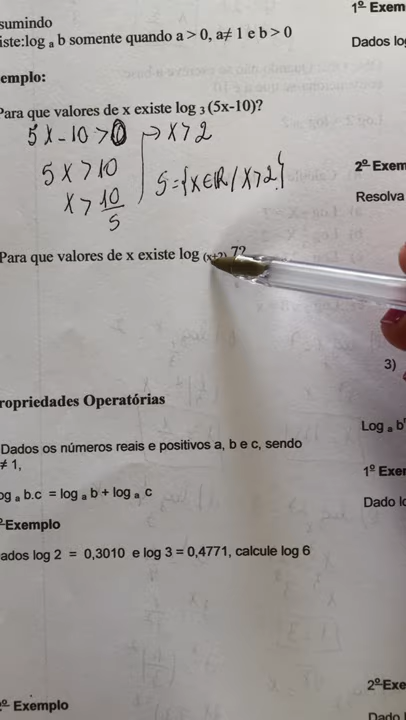 sumindo
iste:log a b somente quando a > 0, a≠ 1 e b > 0
emplo:
Para que valores de x existe log 3 (5x-10)?
5x - 10 > 0 → x > 2
5x > 10
x > 10/5
S = {x ∈ R / x > 2}
Para que valores de x existe log (x+2) 7?
ropriedades Operatórias
Dados os números reais e positivos a, b e c, sendo
≠ 1,
og a b.c = log a b + log a c
Exemplo
ados log 2 = 0,3010 e log 3 = 0,4771, calcule log 6
º Exemplo
1º Exem
Dados log
2º Exem
Resolva
3)
Log a b
1º Exer
Dado lo
2º Exe
Dado